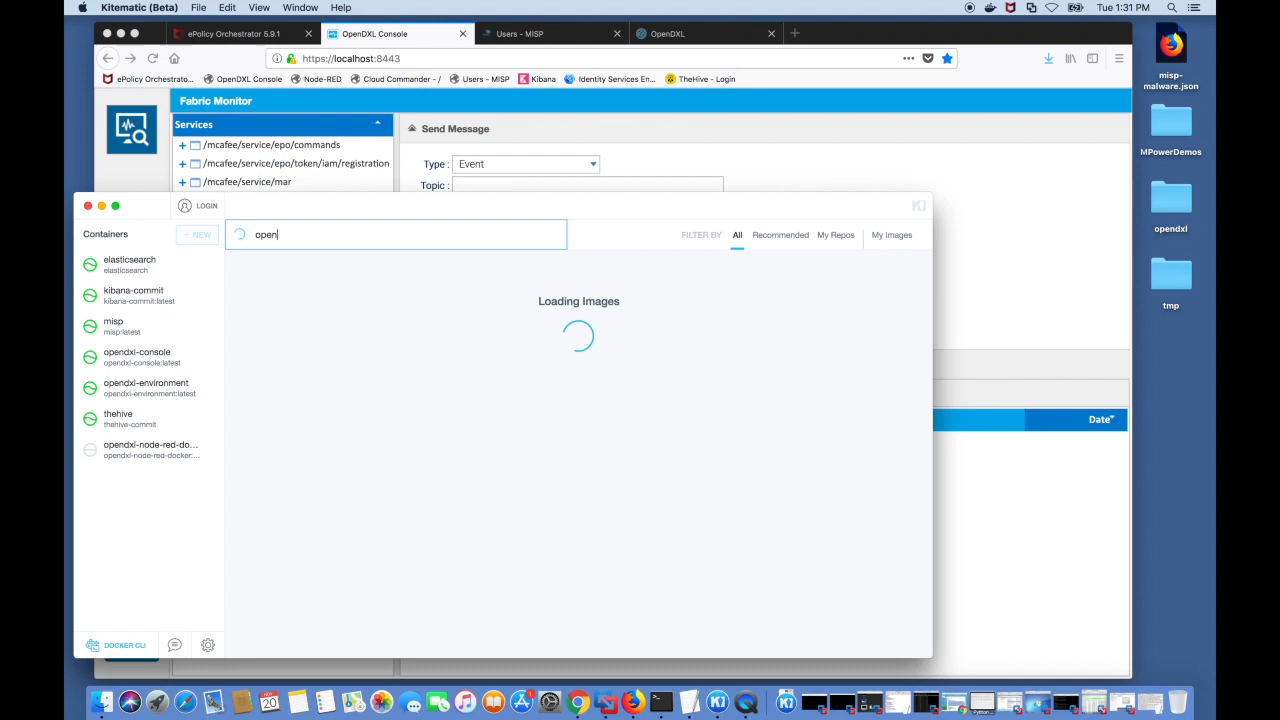 Kitematic (Beta) File Edit View Window Help
Tue 1:31 PM
ePolicy Orchestrator 5.9.1
OpenDXL Console
Users - MISP
OpenDXL
https://localhost:8443
ePolicy Orchestrato...
OpenDXL Console
Node-RED
Cloud Commander - /
Users - MISP
Kibana
Identity Services En...
TheHive - Login
Fabric Monitor
Services
/mcafee/service/epo/commands
/mcafee/service/epo/token/iam/registration
/mcafee/service/mar
Send Message
Type : Event
Topic :
Date
LOGIN
Containers
+ NEW
open
FILTER BY All Recommended My Repos My Images
Loading Images
elasticsearch
elasticsearch
kibana-commit
kibana-commit:latest
misp
misp:latest
opendxl-console
opendxl-console:latest
opendxl-environment
opendxl-environment:latest
thehive
thehive-commit
opendxl-node-red-do...
opendxl-node-red-docker:...
DOCKER CLI
misp-
malware.json
MPowerDemos
opendxl
tmp
NOV
20